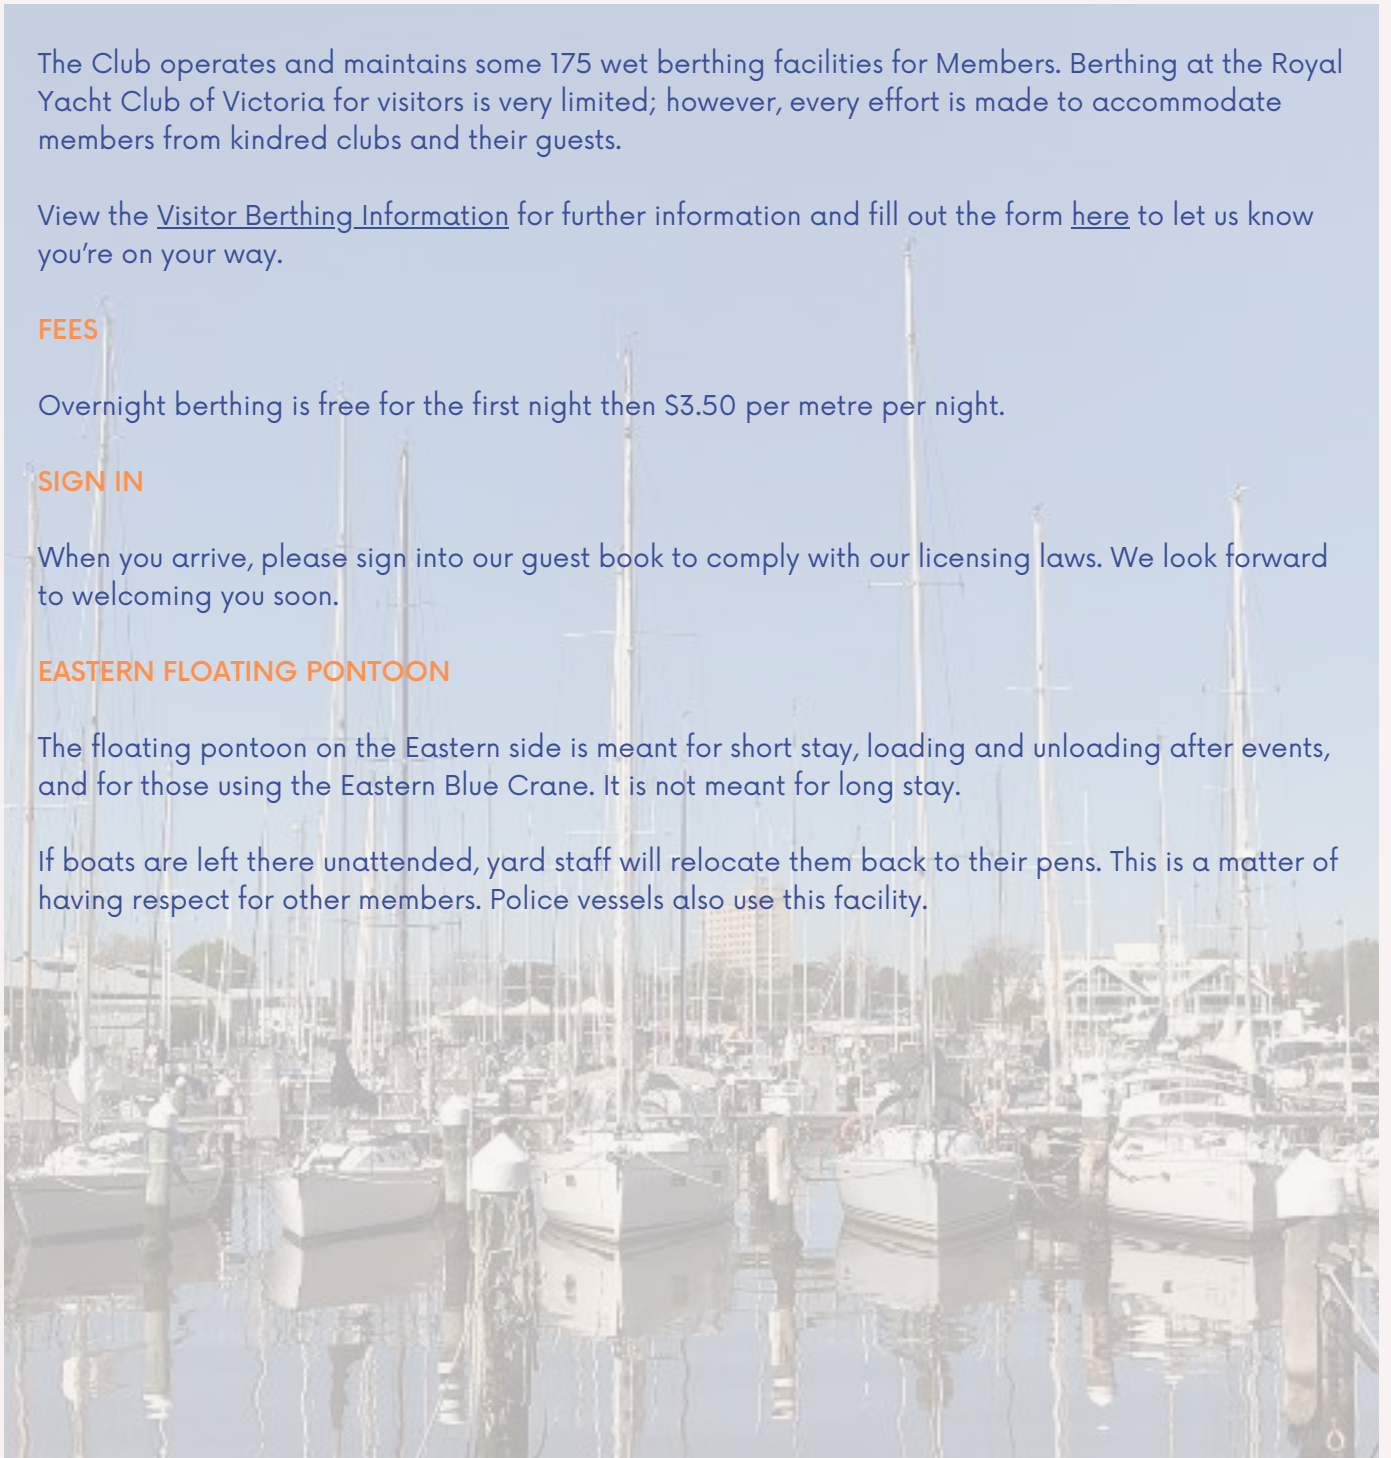 The Club operates and maintains some 175 wet berthing facilities for Members. Berthing at the Royal
Yacht Club of Victoria for visitors is very limited; however, every effort is made to accommodate
members from kindred clubs and their guests.
View the Visitor Berthing Information for further information and fill out the form here to let us know
you’re on your way.
FEES
Overnight berthing is free for the first night then $3.50 per metre per night.
SIGN IN
When you arrive, please sign into our guest book to comply with our licensing laws. We look forward
to welcoming you soon.
EASTERN FLOATING PONTOON
The floating pontoon on the Eastern side is meant for short stay, loading and unloading after events,
and for those using the Eastern Blue Crane. It is not meant for long stay.
If boats are left there unattended, yard staff will relocate them back to their pens. This is a matter of
having respect for other members. Police vessels also use this facility.